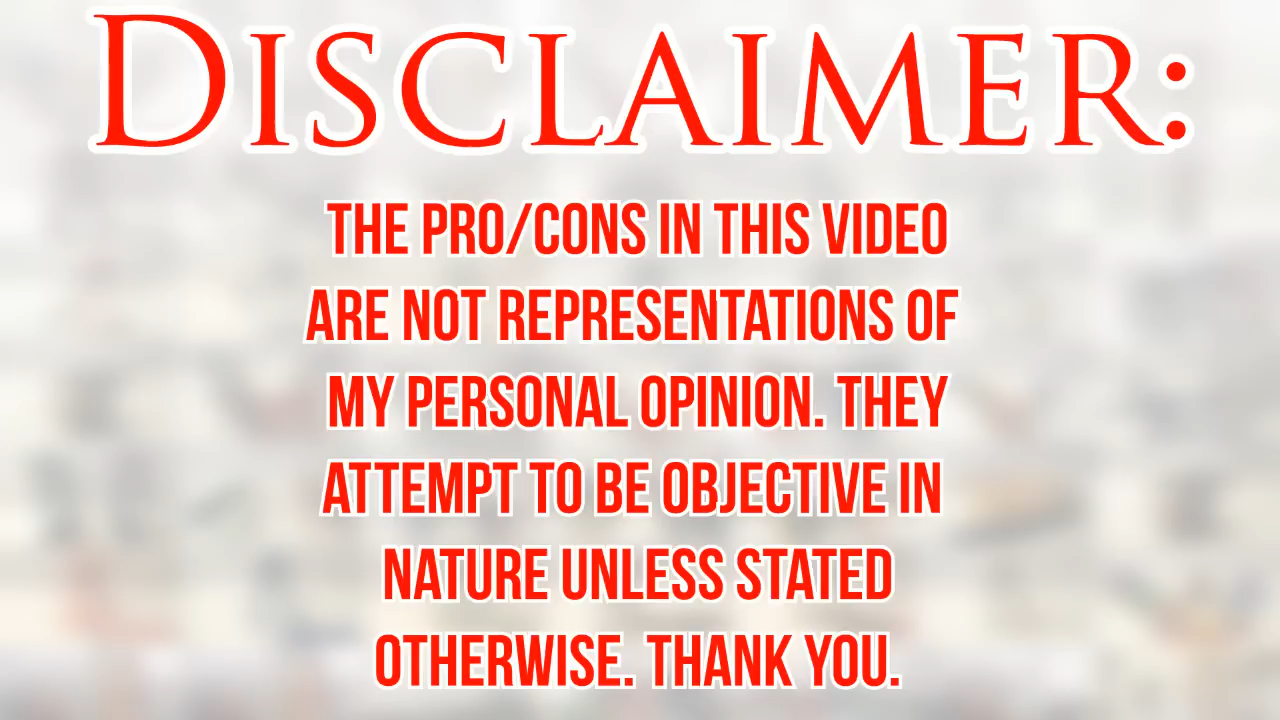 DISCLAIMER:
THE PRO/CONS IN THIS VIDEO
ARE NOT REPRESENTATIONS OF
MY PERSONAL OPINION. THEY
ATTEMPT TO BE OBJECTIVE IN
NATURE UNLESS STATED
OTHERWISE. THANK YOU.